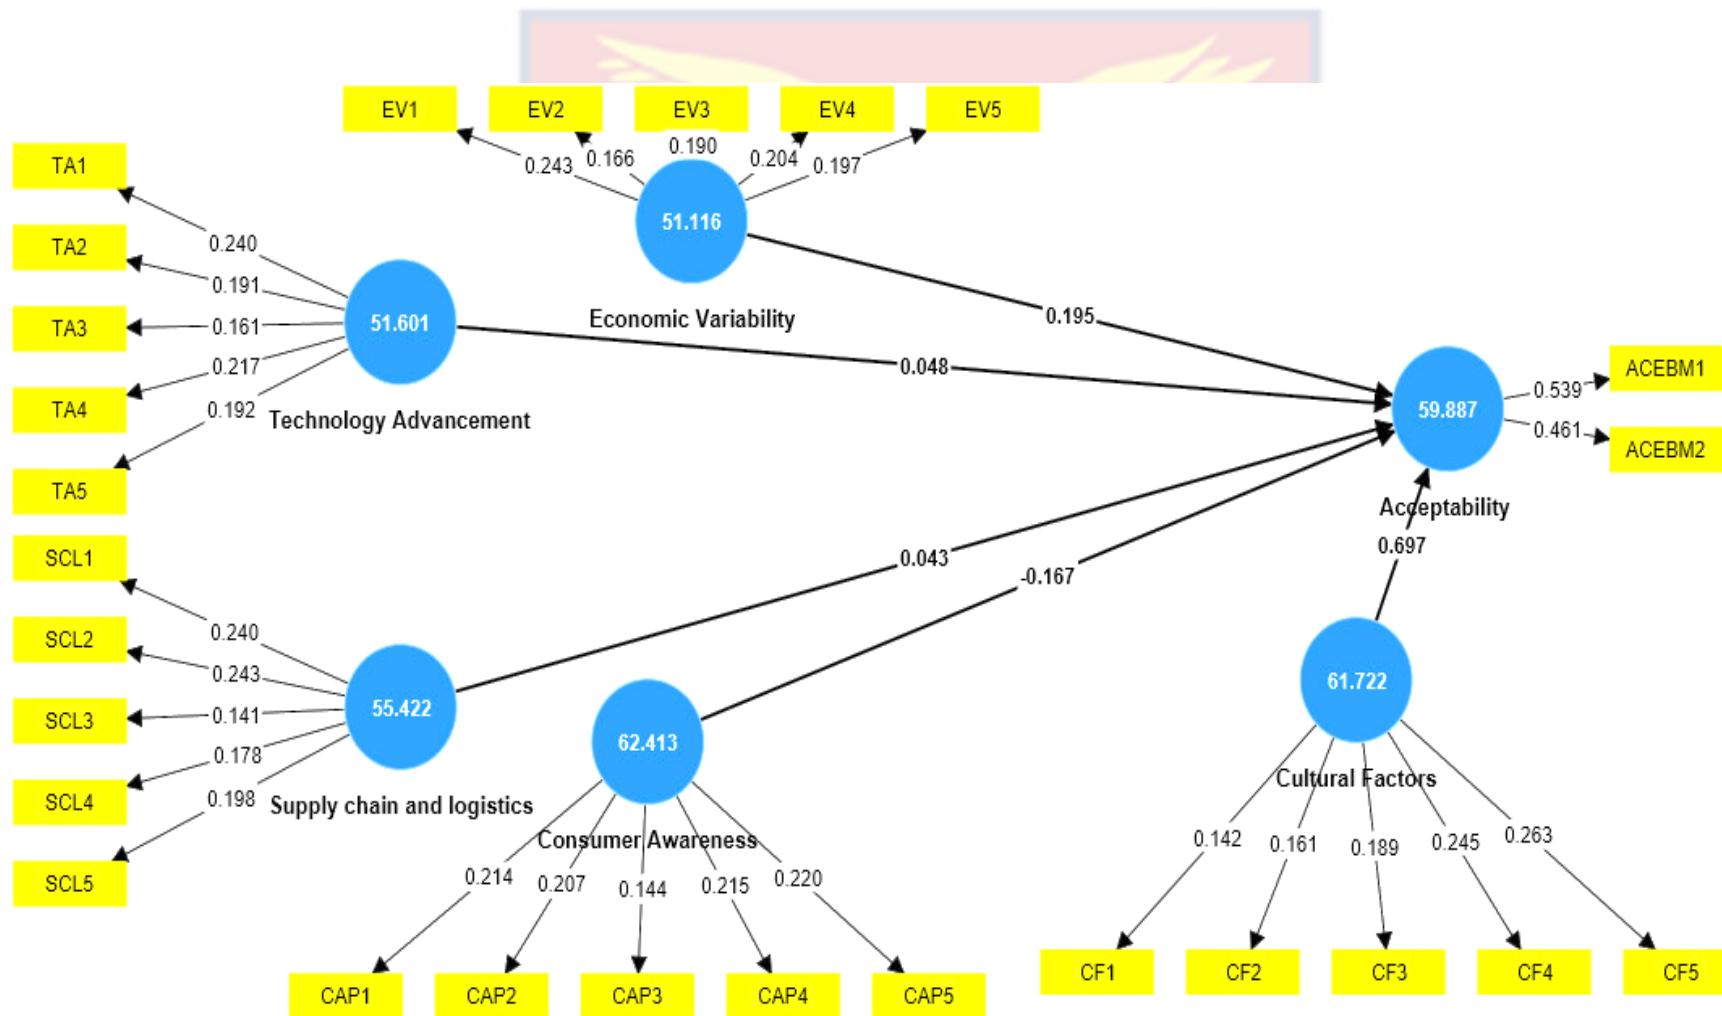 EV1 EV2 EV3 EV4 EV5
0.243 0.166 0.190 0.204 0.197
51.116
Economic Variability
TA1
TA2
TA3
TA4
TA5
0.240
0.191
0.161
0.217
0.192
51.601
Technology Advancement
0.195
0.048
59.887
Acceptability
0.539
0.461
ACEBM1
ACEBM2
SCL1
SCL2
SCL3
SCL4
SCL5
0.240
0.243
0.141
0.178
0.198
55.422
Supply chain and logistics
0.043
-0.167
0.697
62.413
Consumer Awareness
0.214 0.207 0.144 0.215 0.220
CAP1 CAP2 CAP3 CAP4 CAP5
61.722
Cultural Factors
0.142 0.161 0.189 0.245 0.263
CF1 CF2 CF3 CF4 CF5